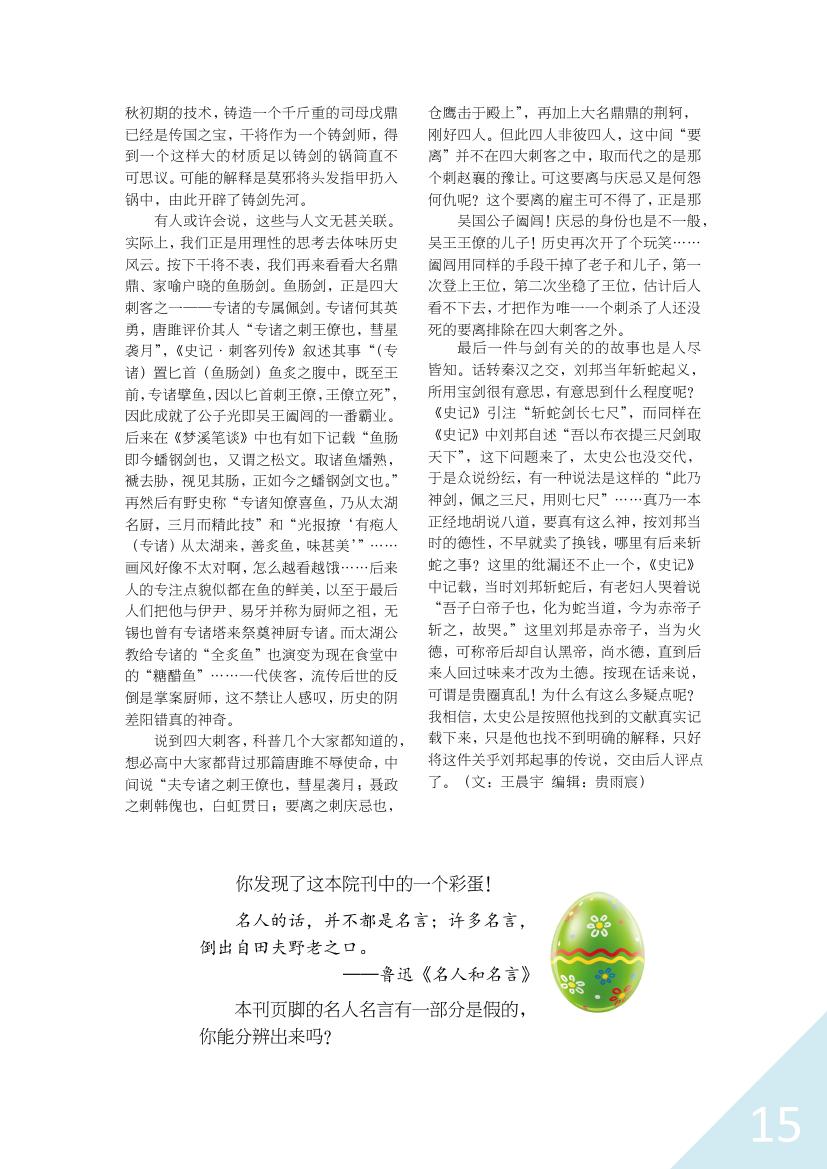 秋初期的技术，铸造一个千斤重的司母戊鼎
已经是传国之宝，干将作为一个铸剑师，得
到一个这样大的材质足以铸剑的锅简直不
可思议。可能的解释是莫邪将头发指甲扔入
锅中，由此开辟了铸剑先河。
有人或许会说，这些与人文无甚关联。
实际上，我们正是用理性的思考去体味历史
风云。按下干将不表，我们再来看看大名鼎
鼎、家喻户晓的鱼肠剑。鱼肠剑，正是四大
刺客之一——专诸的专属佩剑。专诸何其英
勇，唐雎评价其人“专诸之刺王僚也，彗星
袭月”，《史记·刺客列传》叙述其事“（专
诸）置匕首（鱼肠剑）鱼炙之腹中，既至王
前，专诸擘鱼，因以匕首刺王僚，王僚立死”，
因此成就了公子光即吴王阖闾的一番霸业。
后来在《梦溪笔谈》中也有如下记载“鱼肠
即今蟠钢剑也，又谓之松文。取诸鱼燔熟，
褫去胁，视见其肠，正如今之蟠钢剑文也。”
再然后有野史称“专诸知僚喜鱼，乃从太湖
名厨，三月而精此技”和“光报撩‘有疱人
（专诸）从太湖来，善炙鱼，味甚美’”……
画风好像不太对啊，怎么越看越饿……后来
人的专注点貌似都在鱼的鲜美，以至于最后
人们把他与伊尹、易牙并称为厨师之祖，无
锡也曾有专诸塔来祭奠神厨专诸。而太湖公
教给专诸的“全炙鱼”也演变为现在食堂中
的“糖醋鱼”……一代侠客，流传后世的反
倒是掌案厨师，这不禁让人感叹，历史的阴
差阳错真的神奇。
说到四大刺客，科普几个大家都知道的，
想必高中大家都背过那篇唐雎不辱使命，中
间说“夫专诸之刺王僚也，彗星袭月；聂政
之刺韩傀也，白虹贯日；要离之刺庆忌也，
仓鹰击于殿上”，再加上大名鼎鼎的荆轲，
刚好四人。但此四人非彼四人，这中间“要
离”并不在四大刺客之中，取而代之的是那
个刺赵襄的豫让。可这要离与庆忌又是何怨
何仇呢？这个要离的雇主可不得了，正是那
吴国公子阖闾！庆忌的身份也是不一般，
吴王王僚的儿子！历史再次开了个玩笑……
阖闾用同样的手段干掉了老子和儿子，第一
次登上王位，第二次坐稳了王位，估计后人
看不下去，才把作为唯一一个刺杀了人还没
死的要离排除在四大刺客之外。
最后一件与剑有关的的故事也是人尽
皆知。话转秦汉之交，刘邦当年斩蛇起义，
所用宝剑很有意思，有意思到什么程度呢？
《史记》引注“斩蛇剑长七尺”，而同样在
《史记》中刘邦自述“吾以布衣提三尺剑取
天下”，这下问题来了，太史公也没交代，
于是众说纷纭，有一种说法是这样的“此乃
神剑，佩之三尺，用则七尺”……真乃一本
正经地胡说八道，要真有这么神，按刘邦当
时的德性，不早就卖了换钱，哪里有后来斩
蛇之事？这里的纰漏还不止一个，《史记》
中记载，当时刘邦斩蛇后，有老妇人哭着说
“吾子白帝子也，化为蛇当道，今为赤帝子
斩之，故哭。”这里刘邦是赤帝子，当为火
德，可称帝后却自认黑帝，尚水德，直到后
来人回过味来才改为土德。按现在话来说，
可谓是贵圈真乱！为什么有这么多疑点呢？
我相信，太史公是按照他找到的文献真实记
载下来，只是他也找不到明确的解释，只好
将这件关乎刘邦起事的传说，交由后人评点
了。（文：王晨宇 编辑：贵雨宸）
你发现了这本院刊中的一个彩蛋！
名人的话，并不都是名言；许多名言，
倒出自田夫野老之口。
——鲁迅《名人和名言》
本刊页脚的名人名言有一部分是假的，
你能分辨出来吗？
15